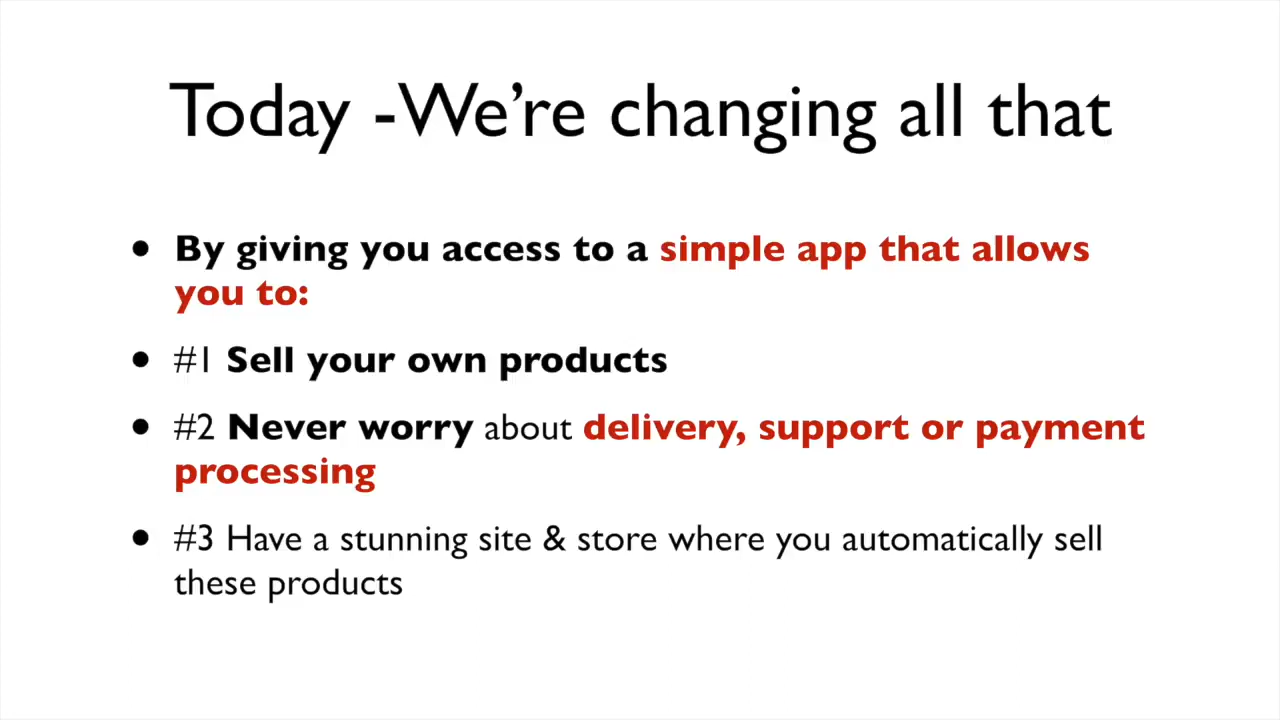 Today -We’re changing all that
• By giving you access to a simple app that allows
you to:
• #1 Sell your own products
• #2 Never worry about delivery, support or payment
processing
• #3 Have a stunning site & store where you automatically sell
these products